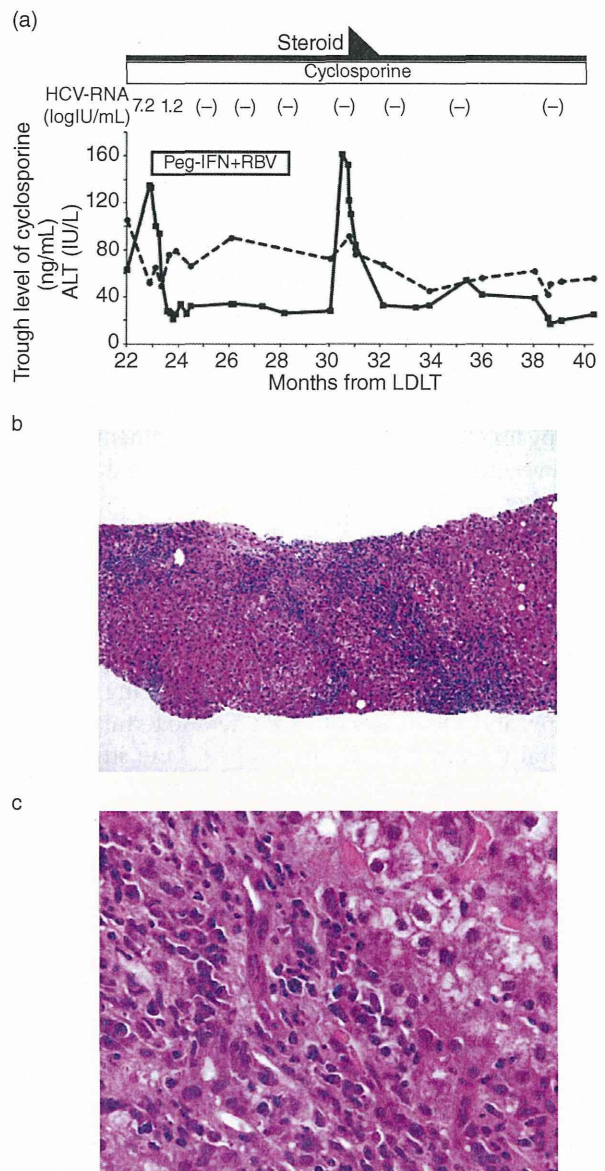 (a)
Steroid
Cyclosporine
HCV-RNA 7.2 1.2 (–) (–) (–) (–) (–) (–) (–)
(logIU/mL)
Peg-IFN+RBV
Trough level of cyclosporine
(ng/mL)
ALT (IU/L)
160
120
80
40
0
22 24 26 28 30 32 34 36 38 40
Months from LDLT
b
c